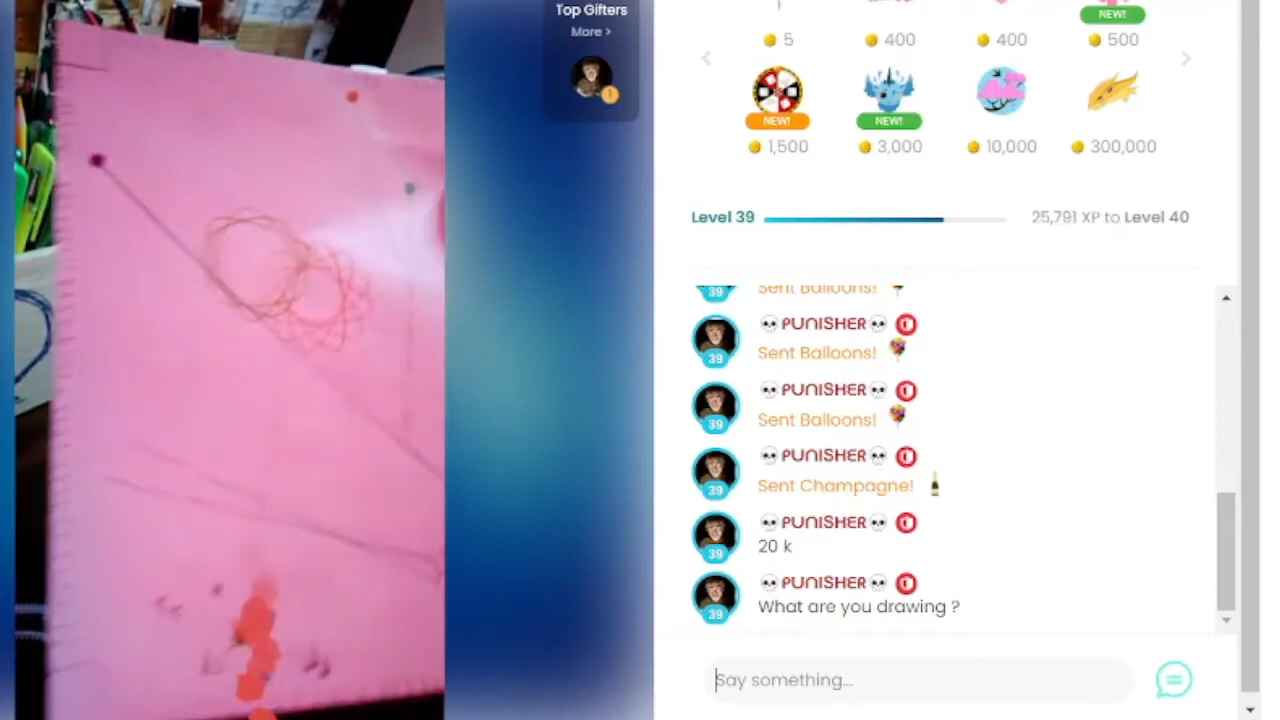 Top Gifters
More >
1
5
400
400
NEW!
500
NEW!
1,500
NEW!
3,000
10,000
300,000
Level 39
25,791 XP to Level 40
39
Sent Balloons!
PUNISHER
39
Sent Balloons!
PUNISHER
39
Sent Balloons!
PUNISHER
39
Sent Champagne!
PUNISHER
39
20 k
PUNISHER
39
What are you drawing ?
Say something...